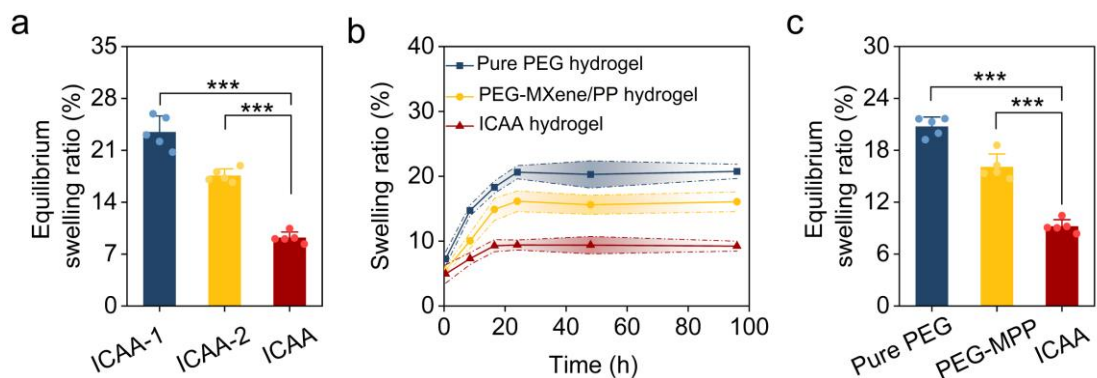 a
Equilibrium
swelling ratio (%)
35
28
21
14
7
0
***
***
ICAA-1
ICAA-2
ICAA
b
Swelling ratio (%)
40
30
20
10
0
Pure PEG hydrogel
PEG-MXene/PP hydrogel
ICAA hydrogel
0 20 40 60 80 100
Time (h)
c
Equilibrium
swelling ratio (%)
30
24
18
12
6
0
***
***
Pure PEG
PEG-MPP
ICAA